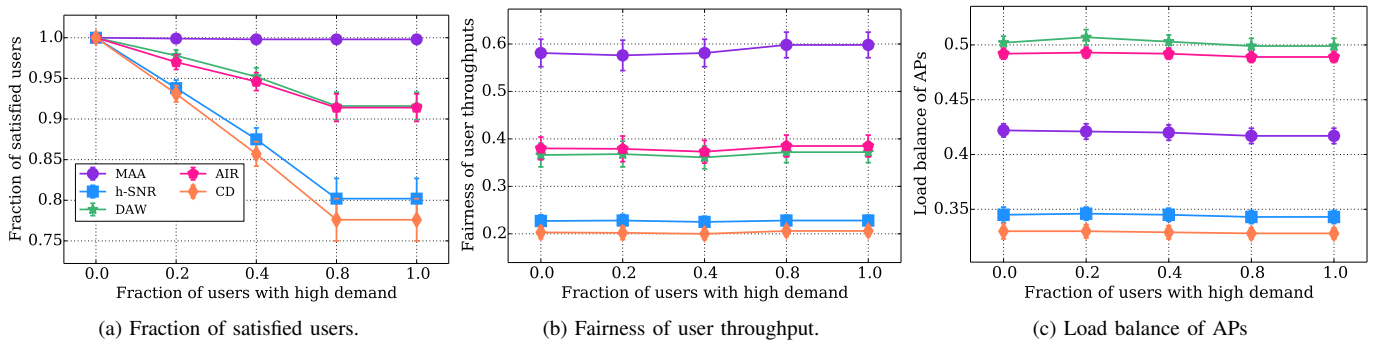 Fraction of satisfied users
1.0
0.95
0.9
0.85
0.8
0.75
MAA
h-SNR
DAW
AIR
CD
0.0 0.2 0.4 0.8 1.0
Fraction of users with high demand
(a) Fraction of satisfied users.
Fairness of user throughputs
0.6
0.4
0.3
0.2
0.0 0.2 0.4 0.8 1.0
Fraction of users with high demand
(b) Fairness of user throughput.
Load balance of APs
0.5
0.45
0.4
0.35
0.0 0.2 0.4 0.8 1.0
Fraction of users with high demand
(c) Load balance of APs